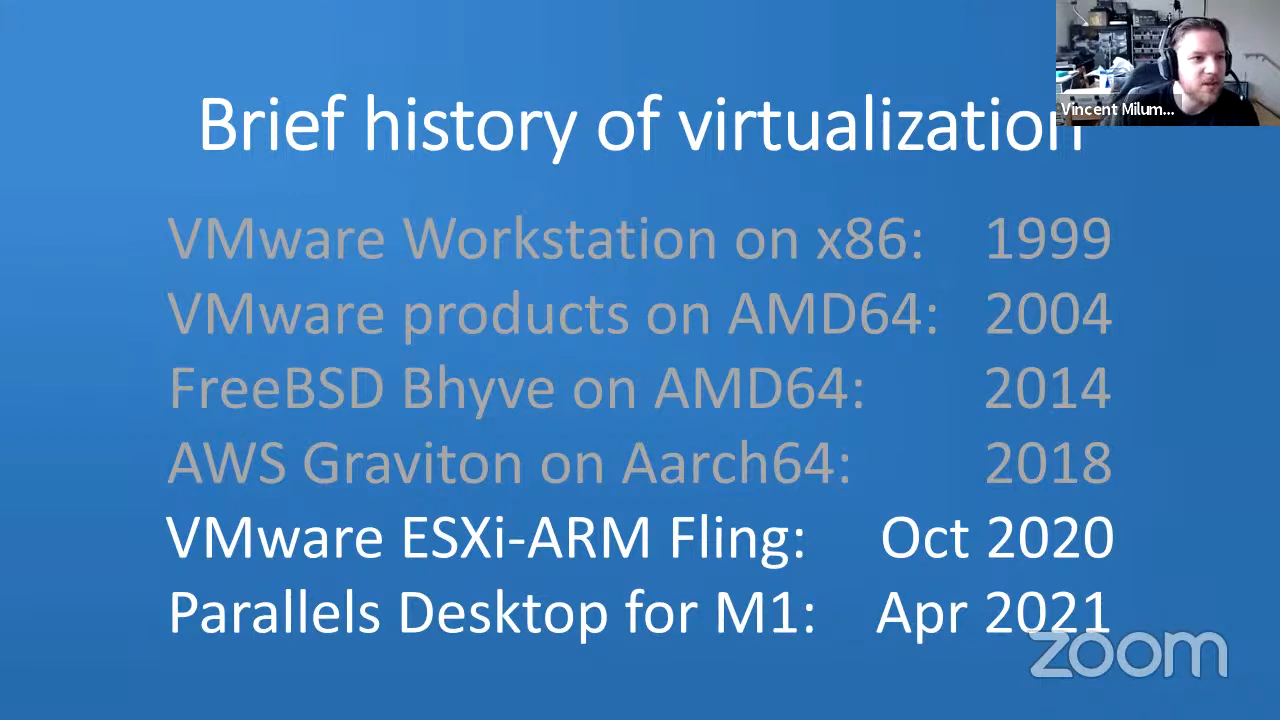 Vincent Milum...
Brief history of virtualization
VMware Workstation on x86: 1999
VMware products on AMD64: 2004
FreeBSD Bhyve on AMD64: 2014
AWS Graviton on Aarch64: 2018
VMware ESXi-ARM Fling: Oct 2020
Parallels Desktop for M1: Apr 2021
zoom